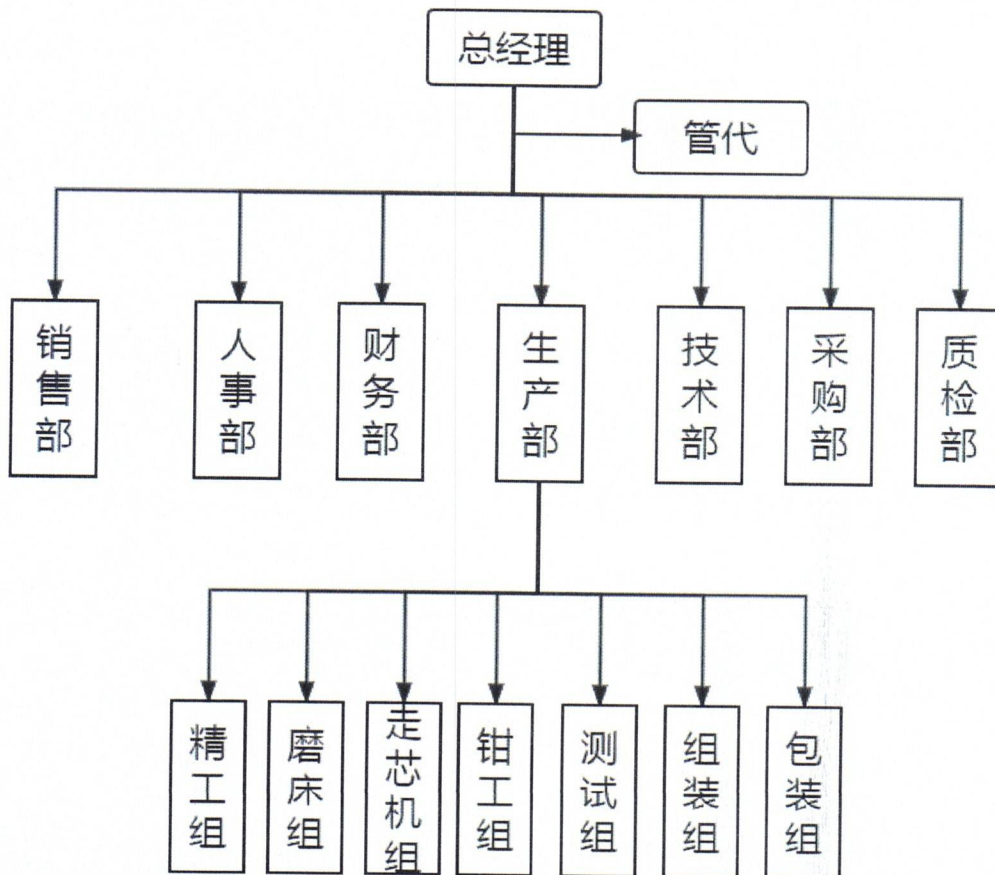 总经理
管代
销售部
人事部
财务部
生产部
技术部
采购部
质检部
精工组
磨床组
走芯机组
钳工组
测试组
组装组
包装组